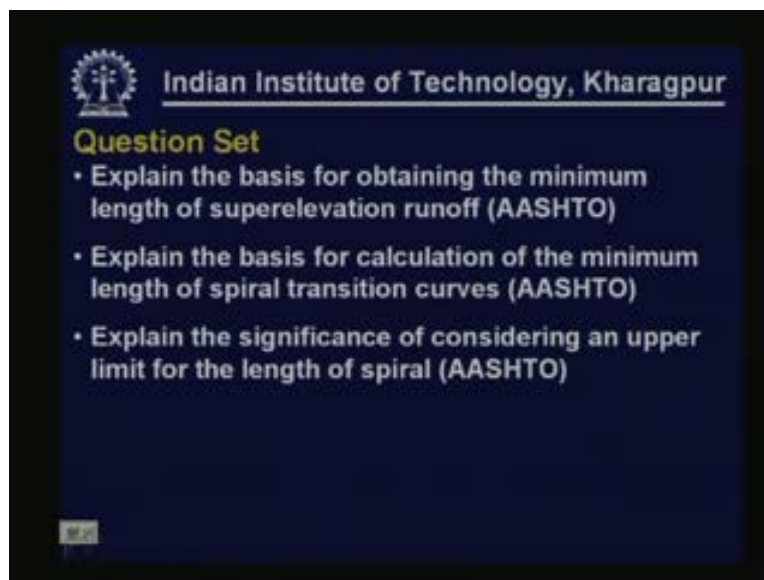 Indian Institute of Technology, Kharagpur
Question Set
• Explain the basis for obtaining the minimum
length of superelevation runoff (AASHTO)
• Explain the basis for calculation of the minimum
length of spiral transition curves (AASHTO)
• Explain the significance of considering an upper
limit for the length of spiral (AASHTO)